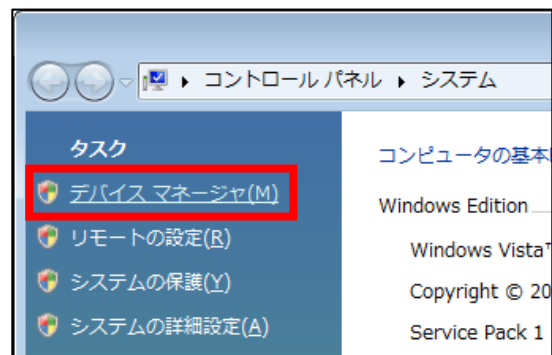 コントロール パネル ▸ システム
タスク
デバイス マネージャ(M)
リモートの設定(R)
システムの保護(Y)
システムの詳細設定(A)
コンピュータの基本
Windows Edition
Windows Vista
Copyright © 20
Service Pack 1